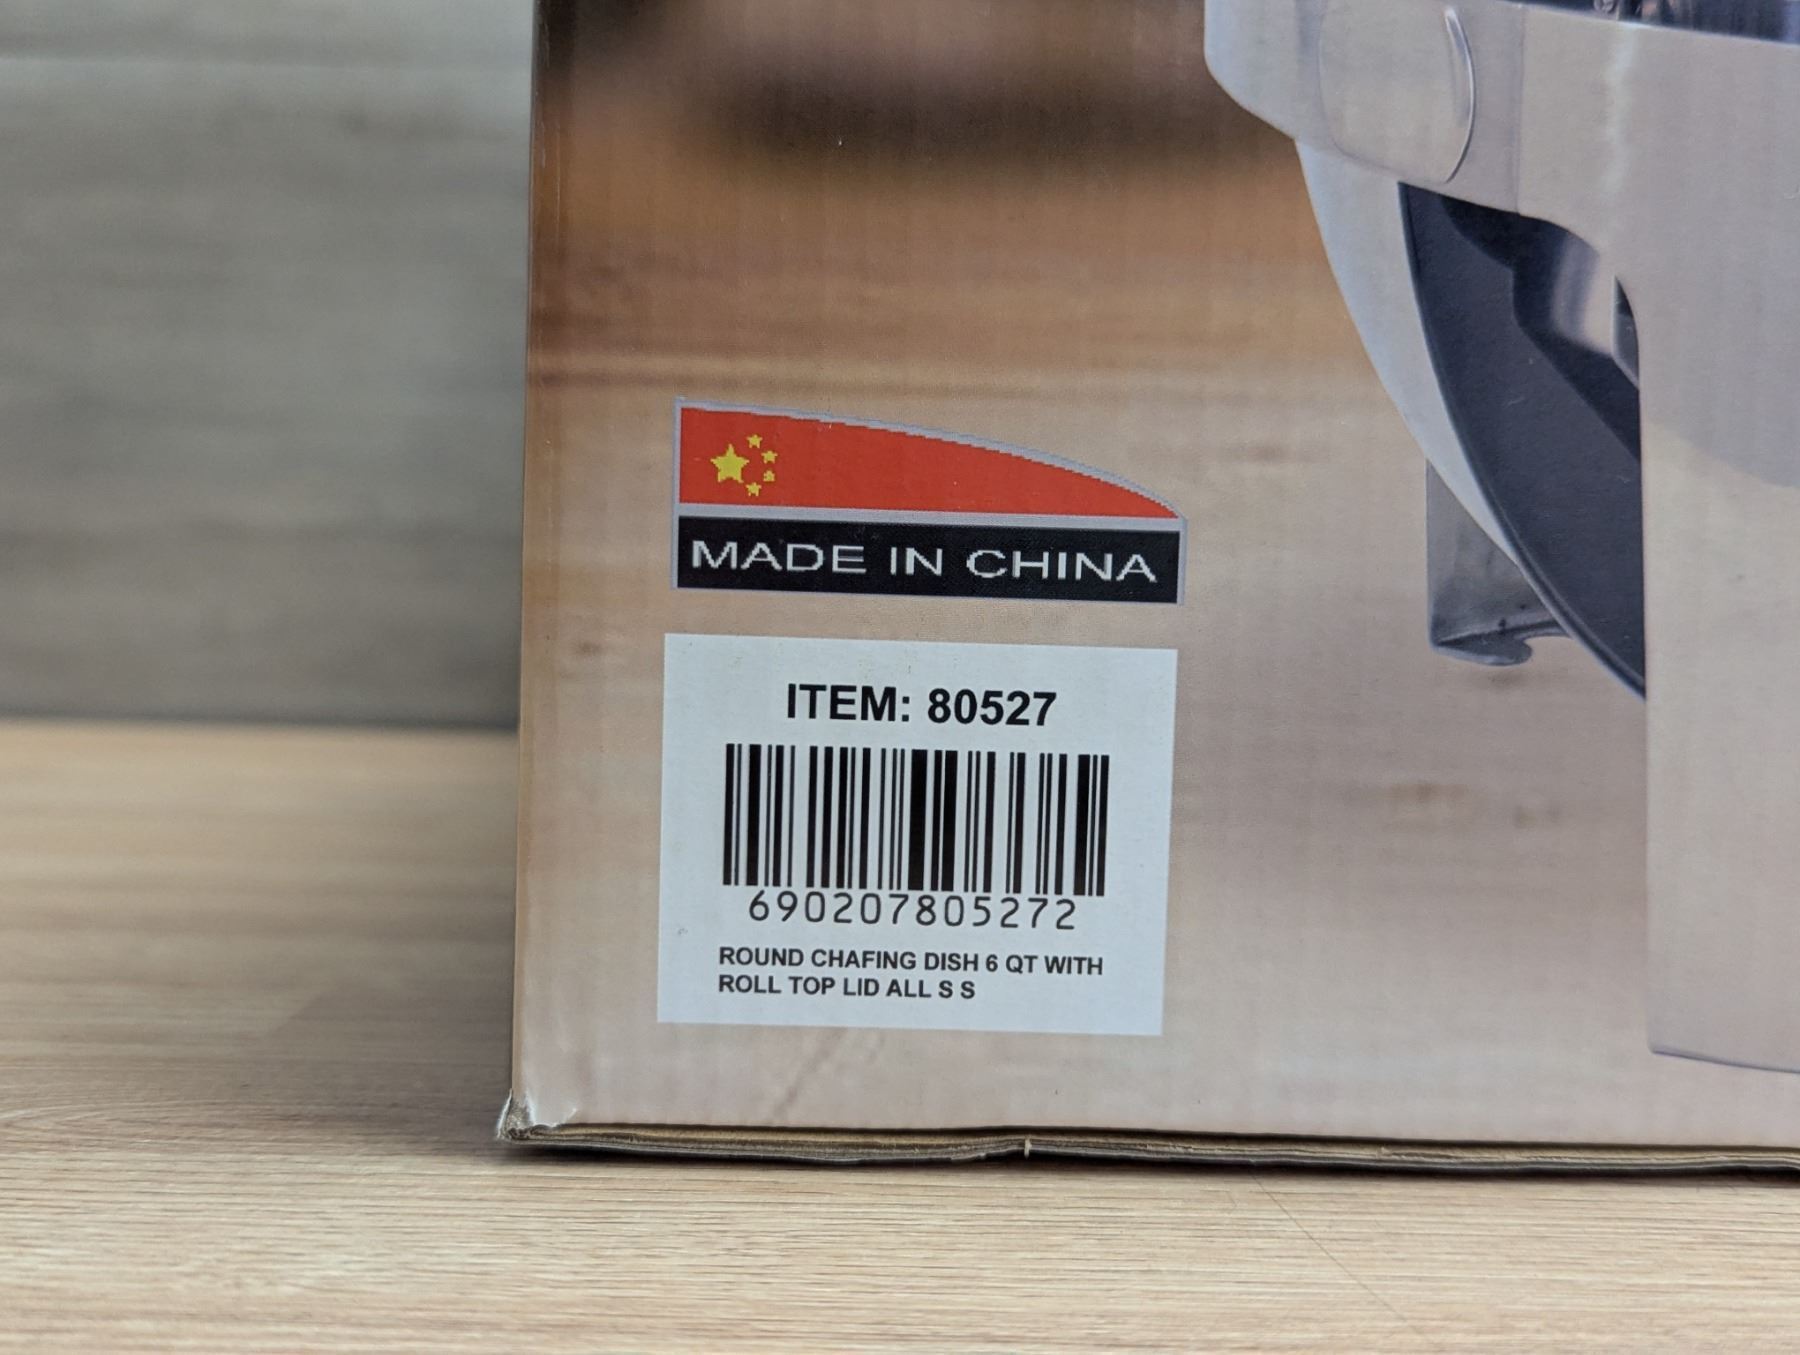 MADE IN CHINA
ITEM: 80527
690207805272
ROUND CHAFING DISH 6 QT WITH
ROLL TOP LID ALL S S